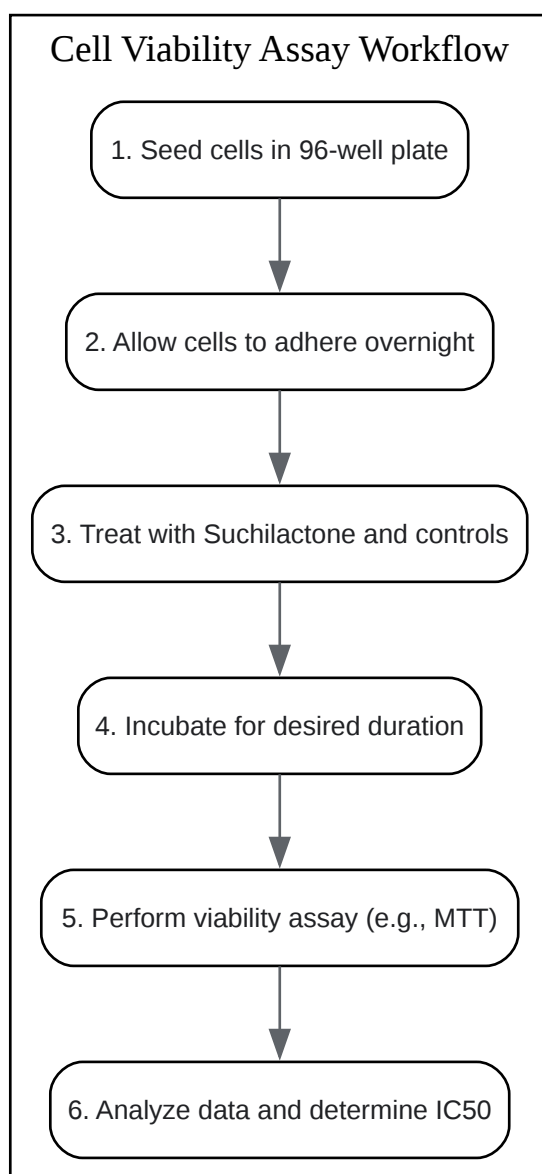 Cell Viability Assay Workflow
1. Seed cells in 96-well plate
2. Allow cells to adhere overnight
3. Treat with Suchilactone and controls
4. Incubate for desired duration
5. Perform viability assay (e.g., MTT)
6. Analyze data and determine IC50